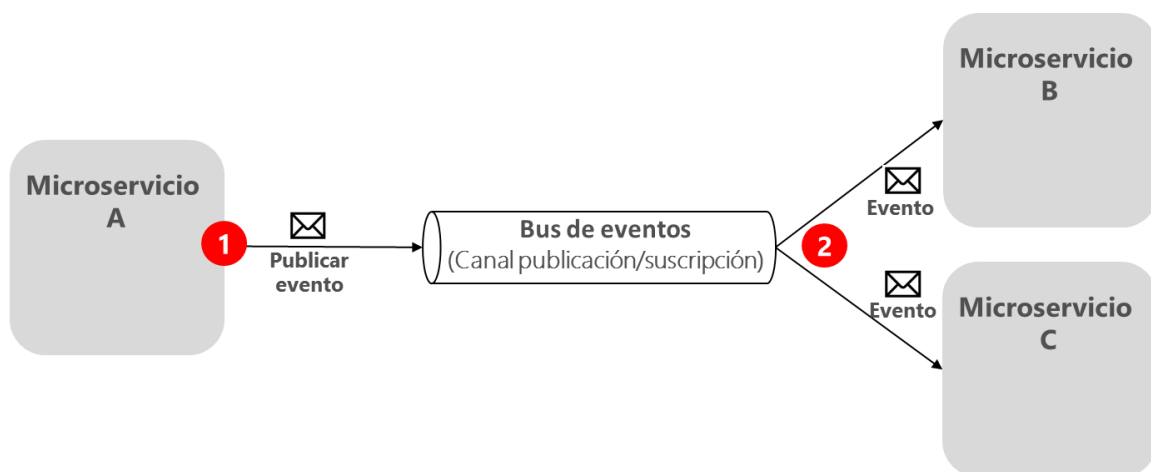 Microservicio
A
1
Publicar
evento
Bus de eventos
(Canal publicación/suscripción)
2
Evento
Evento
Microservicio
B
Microservicio
C